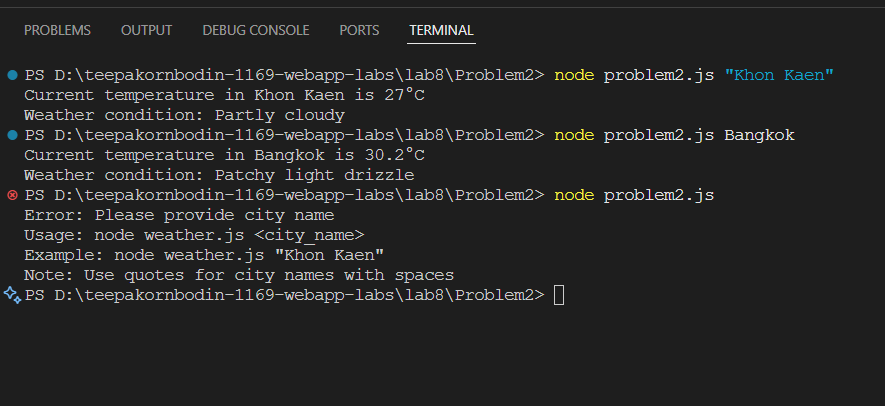 PROBLEMS OUTPUT DEBUG CONSOLE PORTS TERMINAL
PS D:\teepakornbodin-1169-webapp-labs\lab8\Problem2> node problem2.js "Khon Kaen"
Current temperature in Khon Kaen is 27°C
Weather condition: Partly cloudy
PS D:\teepakornbodin-1169-webapp-labs\lab8\Problem2> node problem2.js Bangkok
Current temperature in Bangkok is 30.2°C
Weather condition: Patchy light drizzle
PS D:\teepakornbodin-1169-webapp-labs\lab8\Problem2> node problem2.js
Error: Please provide city name
Usage: node weather.js <city_name>
Example: node weather.js "Khon Kaen"
Note: Use quotes for city names with spaces
PS D:\teepakornbodin-1169-webapp-labs\lab8\Problem2>